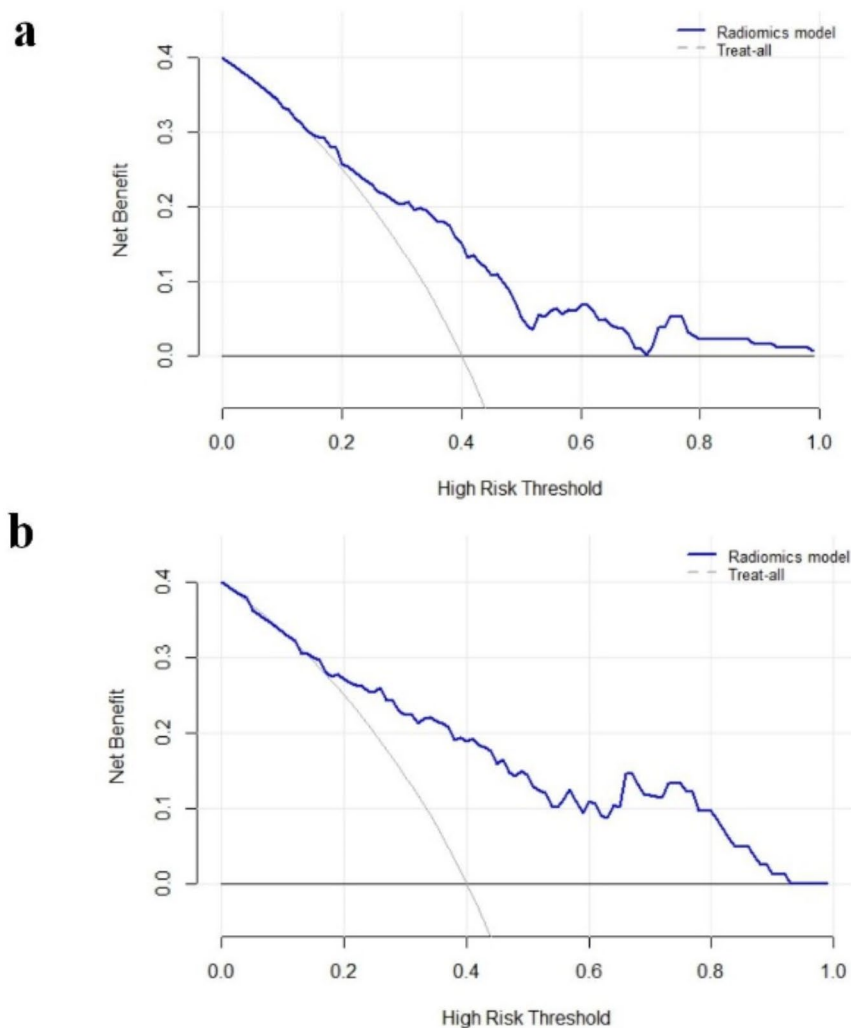 a
Radiomics model
Treat-all
0.4
0.3
0.2
0.1
0.0
Net Benefit
0.0 0.2 0.4 0.6 0.8 1.0
High Risk Threshold
b
Radiomics model
Treat-all
0.4
0.3
0.2
0.1
0.0
Net Benefit
0.0 0.2 0.4 0.6 0.8 1.0
High Risk Threshold